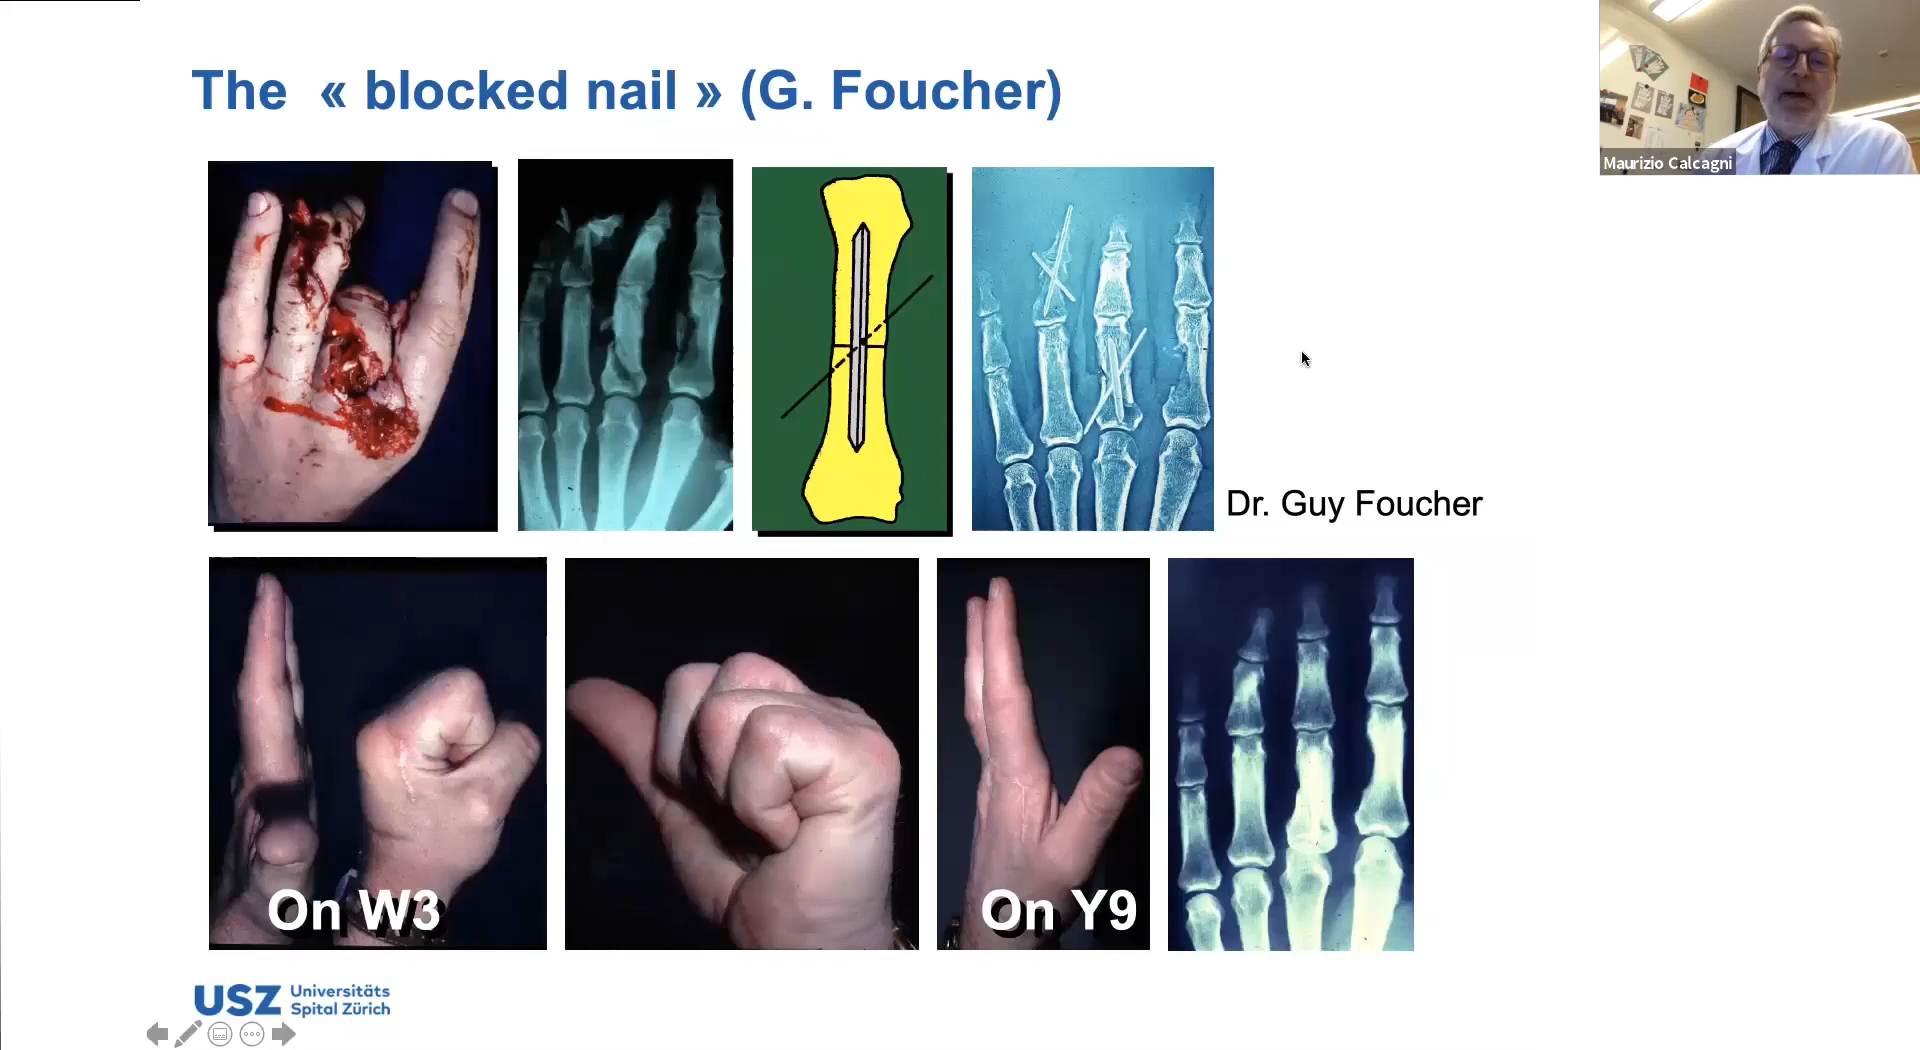 The « blocked nail » (G. Foucher)
Maurizio Calcagni
Dr. Guy Foucher
On W3
On Y9
USZ Universitäts
Spital Zürich